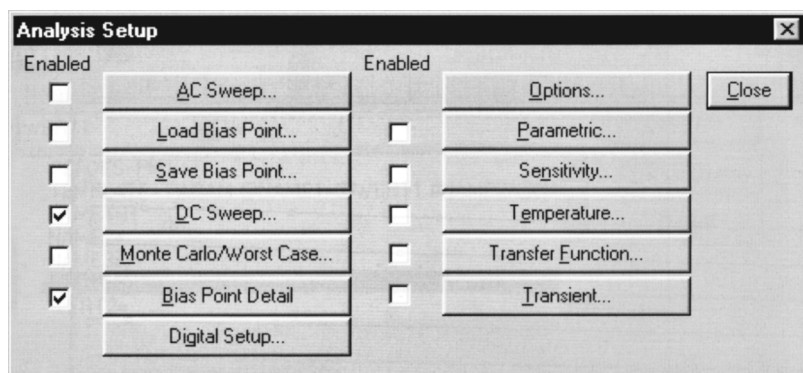 Analysis Setup
Enabled
AC Sweep...
Load Bias Point...
Save Bias Point...
DC Sweep...
Monte Carlo/Worst Case...
Bias Point Detail
Digital Setup...
Enabled
Options...
Parametric...
Sensitivity...
Temperature...
Transfer Function...
Transient...
Close